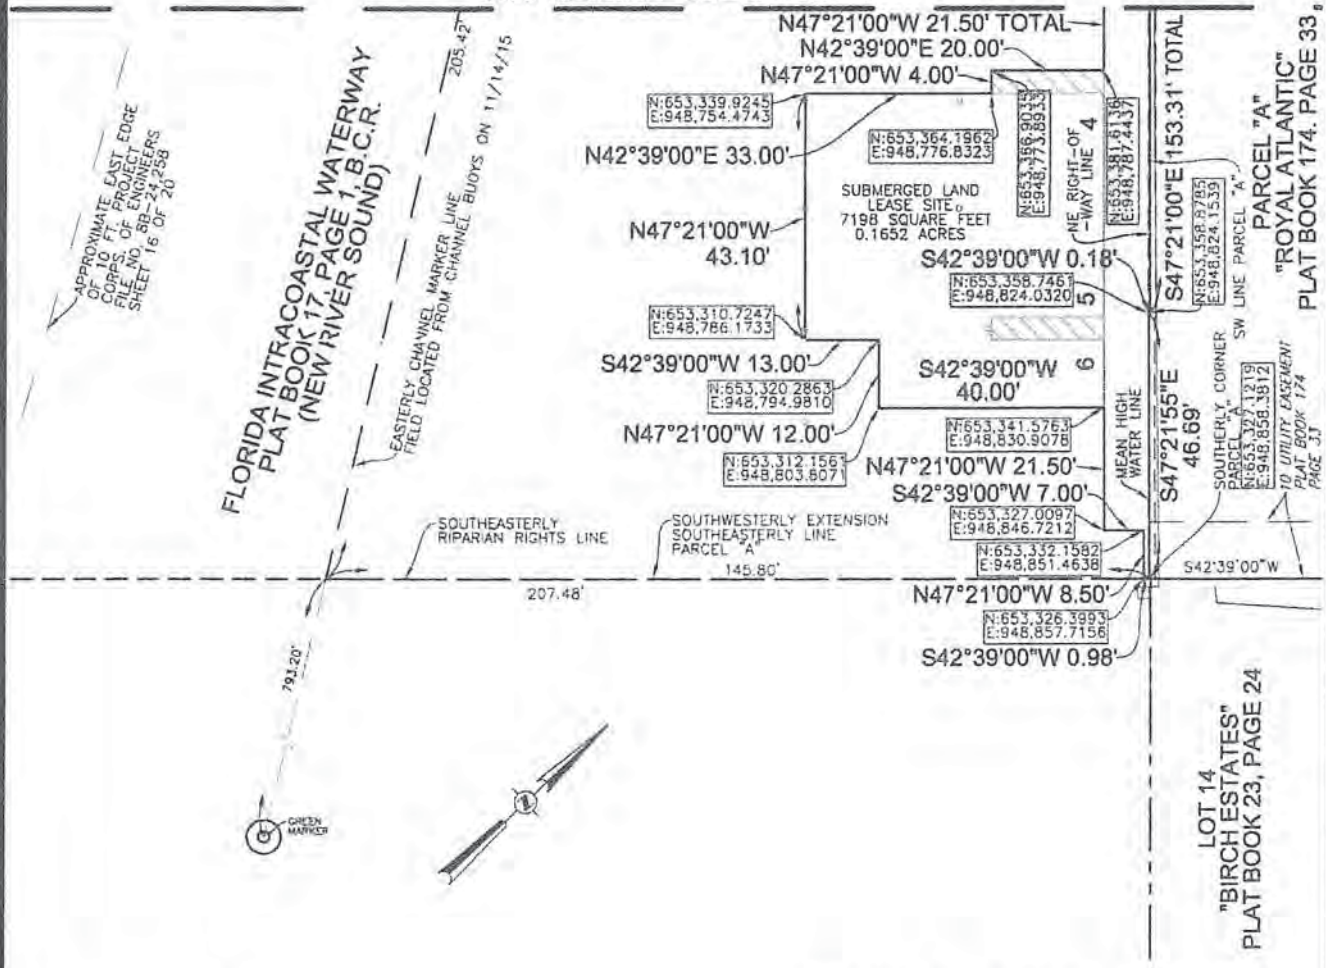 N47°21'00"W 21.50' TOTAL
N42°39'00"E 20.00'
N47°21'00"W 4.00'
N:653,339.9245
E:948,754.4743
N42°39'00"E 33.00'
N:653,364.1962
E:948,776.8323
N:653,366.9035
E:948,773.8933
N:653,381.6136
E:948,787.4437
SUBMERGED LAND
LEASE SITE
7198 SQUARE FEET
0.1652 ACRES
NE RIGHT-OF
-WAY LINE
4
5
6
N47°21'00"W
43.10'
S42°39'00"W 0.18'
N:653,358.7461
E:948,824.0320
N:653,358.8785
E:948,824.1539
S47°21'00"E 153.31' TOTAL
SW LINE PARCEL "A"
PARCEL "A"
"ROYAL ATLANTIC"
PLAT BOOK 174, PAGE 33
N:653,310.7247
E:948,786.1733
S42°39'00"W 13.00'
N:653,320.2863
E:948,794.9810
S42°39'00"W
40.00'
N47°21'00"W 12.00'
N:653,341.5763
E:948,830.9078
N:653,312.1561
E:948,803.8071
N47°21'00"W 21.50'
S42°39'00"W 7.00'
MEAN HIGH
WATER LINE
S47°21'55"E
46.69'
SOUTHERLY CORNER
PARCEL "A"
N:653,327.1219
E:948,858.3812
10' UTILITY EASEMENT
PLAT BOOK 174
PAGE 33
N:653,327.0097
E:948,846.7212
N:653,332.1582
E:948,851.4638
S42°39'00"W
N47°21'00"W 8.50'
N:653,326.3993
E:948,857.7156
S42°39'00"W 0.98'
APPROXIMATE EAST EDGE
OF 10 FT PROJECT
CORPS. OF ENGINEERS
FILE NO. BB-24,258
SHEET 16 OF 20
FLORIDA INTRACOASTAL WATERWAY
PLAT BOOK 17, PAGE 1, B.C.R.
(NEW RIVER SOUND)
205.42'
EASTERLY CHANNEL MARKER LINE
FIELD LOCATED FROM CHANNEL BUOYS ON 11/14/15
SOUTHEASTERLY
RIPARIAN RIGHTS LINE
SOUTHWESTERLY EXTENSION
SOUTHEASTERLY LINE
PARCEL "A"
145.80'
207.48'
793.20'
GREEN
MARKER
LOT 14
"BIRCH ESTATES"
PLAT BOOK 23, PAGE 24